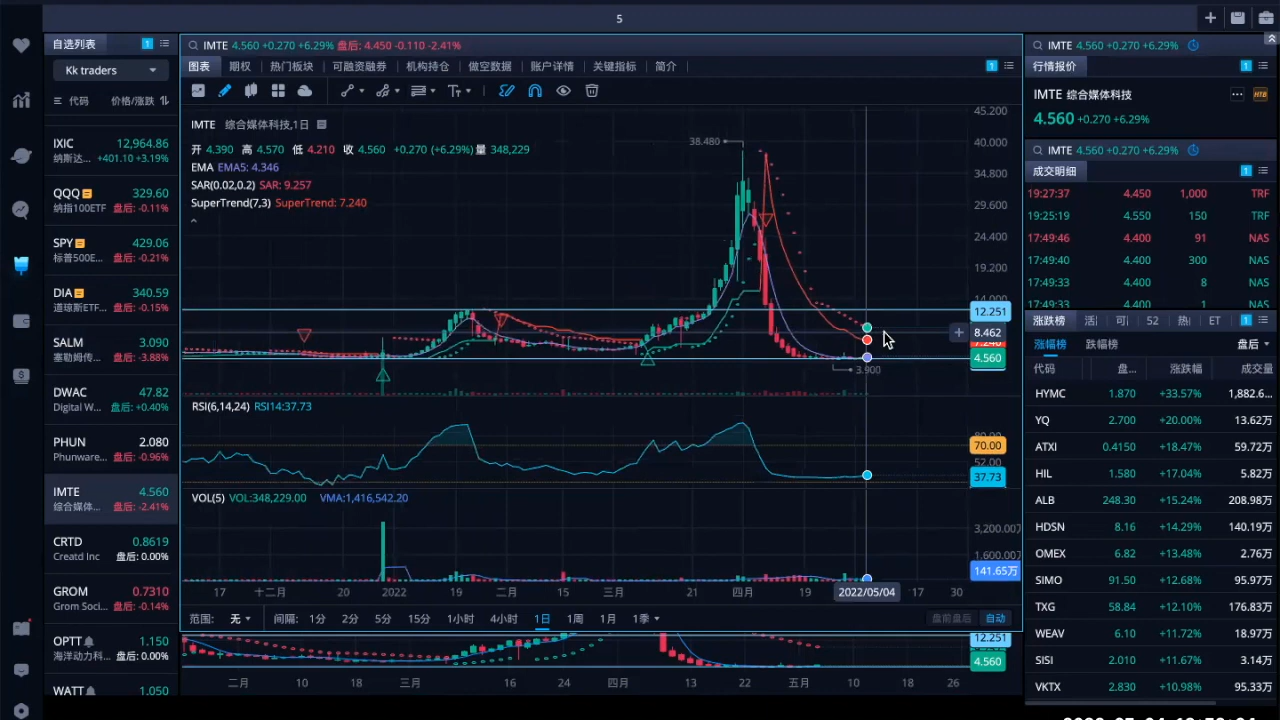 5
自选列表 1
Kk traders
代码 价格/涨跌
IXIC 12,964.86
纳斯达... +401.10 +3.19%
QQQ 329.60
纳指100ETF 盘后: -0.11%
SPY 429.06
标普500E... 盘后: -0.21%
DIA 340.59
道琼斯ETF... 盘后: -0.15%
SALM 3.090
塞勒姆传... 盘后: -3.88%
DWAC 42.82
Digital W... 盘后: +0.40%
PHUN 2.080
Phunware... 盘后: -0.96%
IMTE 4.560
综合媒体... 盘后: -2.41%
CRTD 0.8619
Creatd Inc 盘后: 0.00%
GROM 0.7310
Grom Soci... 盘后: -0.14%
OPTT 1.150
海洋动力科... 盘后: 0.00%
WATT 1.050
IMTE 4.560 +0.270 +6.29% 盘后: 4.450 -0.110 -2.41%
图表 期权 热门板块 可融资融券 机构持仓 做空数据 账户详情 关键指标 简介 1
IMTE 综合媒体科技,1日
开 4.390 高 4.570 低 4.210 收 4.560 +0.270 (+6.29%) 量 348,229
EMA EMA5: 4.346
SAR(0.02,0.2) SAR: 9.257
SuperTrend(7,3) SuperTrend: 7.240
38.480
3.900
45.200
40.000
34.800
29.600
24.400
19.200
14.000
12.251
8.462
7.240
4.560
RSI(6,14,24) RSI14:37.73
70.00
52.00
37.73
VOL(5) VOL:348,229.00 VMA:1,416,542.20
3,200.00万
1,600.00万
141.65万
17 十二月 20 2022 19 二月 15 三月 21 四月 19 2022/05/04 17 30
范围: 无 间隔: 1分 2分 5分 15分 1小时 4小时 1日 1周 1月 1季 盘前盘后 自动
12.251
4.560
二月 10 18 三月 16 24 四月 13 22 五月 10 18 26
IMTE 4.560 +0.270 +6.29%
行情报价 1
IMTE 综合媒体科技 HTB
4.560 +0.270 +6.29%
IMTE 4.560 +0.270 +6.29%
成交明细 1
19:27:37 4.450 1,000 TRF
19:25:19 4.550 150 TRF
17:49:46 4.400 91 NAS
17:49:40 4.400 300 NAS
17:49:33 4.400 8 NAS
17:49:33 4.400 1 NAS
涨跌榜 52 ET 1
涨幅榜 跌幅榜 盘后
代码 盘... 涨跌幅 成交量
HYMC 1.870 +33.57% 1,882.6...
YQ 2.700 +20.00% 13.62万
ATXI 0.4150 +18.47% 59.72万
HIL 1.580 +17.04% 5.82万
ALB 248.30 +15.24% 208.98万
HDSN 8.16 +14.29% 140.19万
OMEX 6.82 +13.48% 2.76万
SIMO 91.50 +12.68% 95.97万
TXG 58.84 +12.10% 176.83万
WEAV 6.10 +11.72% 18.97万
SISI 2.010 +11.67% 3.14万
VKTX 2.830 +10.98% 95.33万